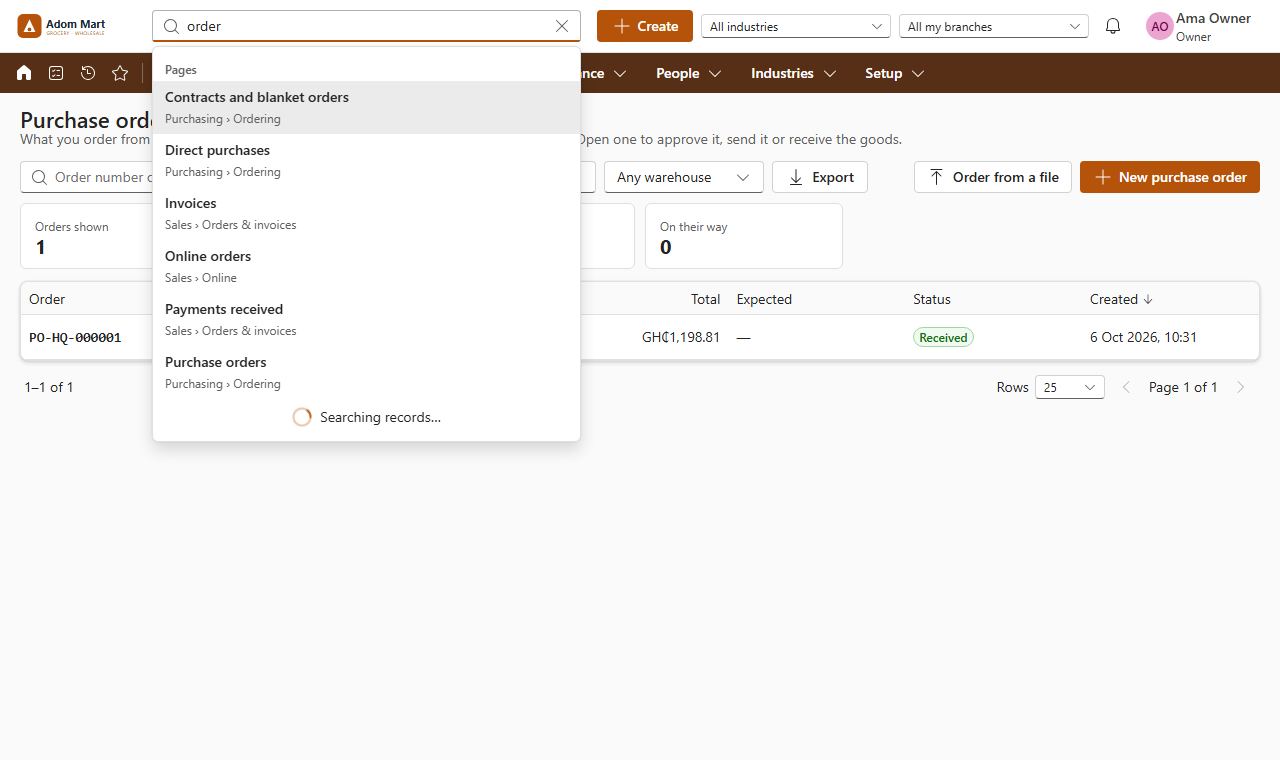 Adom Mart
GROCERY · WHOLESALE
order
Create
All industries
All my branches
AO
Ama Owner
Owner
nce
People
Industries
Setup
Pages
Contracts and blanket orders
Purchasing › Ordering
Direct purchases
Purchasing › Ordering
Invoices
Sales › Orders & invoices
Online orders
Sales › Online
Payments received
Sales › Orders & invoices
Purchase orders
Purchasing › Ordering
Searching records…
Purchase orde
What you order from
Open one to approve it, send it or receive the goods.
Order number o
Any warehouse
Export
Order from a file
New purchase order
Orders shown
1
On their way
0
Order
Total
Expected
Status
Created
PO-HQ-000001
GH₵1,198.81
—
Received
6 Oct 2026, 10:31
1–1 of 1
Rows
25
Page 1 of 1